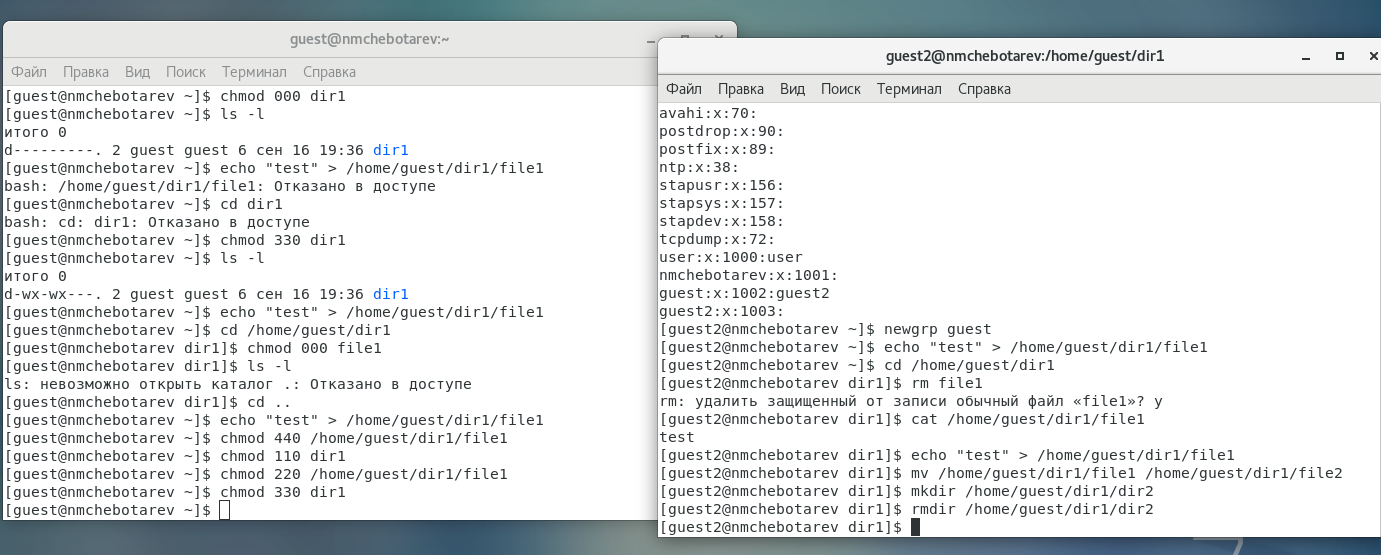 guest@nmchebotarev:~
Файл Правка Вид Поиск Терминал Справка
[guest@nmchebotarev ~]$ chmod 000 dir1
[guest@nmchebotarev ~]$ ls -l
итого 0
d---------. 2 guest guest 6 сен 16 19:36 dir1
[guest@nmchebotarev ~]$ echo "test" > /home/guest/dir1/file1
bash: /home/guest/dir1/file1: Отказано в доступе
[guest@nmchebotarev ~]$ cd dir1
bash: cd: dir1: Отказано в доступе
[guest@nmchebotarev ~]$ chmod 330 dir1
[guest@nmchebotarev ~]$ ls -l
итого 0
d-wx-wx---. 2 guest guest 6 сен 16 19:36 dir1
[guest@nmchebotarev ~]$ echo "test" > /home/guest/dir1/file1
[guest@nmchebotarev ~]$ cd /home/guest/dir1
[guest@nmchebotarev dir1]$ chmod 000 file1
[guest@nmchebotarev dir1]$ ls -l
ls: невозможно открыть каталог .: Отказано в доступе
[guest@nmchebotarev dir1]$ cd ..
[guest@nmchebotarev ~]$ echo "test" > /home/guest/dir1/file1
[guest@nmchebotarev ~]$ chmod 440 /home/guest/dir1/file1
[guest@nmchebotarev ~]$ chmod 110 dir1
[guest@nmchebotarev ~]$ chmod 220 /home/guest/dir1/file1
[guest@nmchebotarev ~]$ chmod 330 dir1
[guest@nmchebotarev ~]$
guest2@nmchebotarev:/home/guest/dir1
Файл Правка Вид Поиск Терминал Справка
avahi:x:70:
postdrop:x:90:
postfix:x:89:
ntp:x:38:
stapusr:x:156:
stapsys:x:157:
stapdev:x:158:
tcpdump:x:72:
user:x:1000:user
nmchebotarev:x:1001:
guest:x:1002:guest2
guest2:x:1003:
[guest2@nmchebotarev ~]$ newgrp guest
[guest2@nmchebotarev ~]$ echo "test" > /home/guest/dir1/file1
[guest2@nmchebotarev ~]$ cd /home/guest/dir1
[guest2@nmchebotarev dir1]$ rm file1
rm: удалить защищенный от записи обычный файл «file1»? y
[guest2@nmchebotarev dir1]$ cat /home/guest/dir1/file1
test
[guest2@nmchebotarev dir1]$ echo "test" > /home/guest/dir1/file1
[guest2@nmchebotarev dir1]$ mv /home/guest/dir1/file1 /home/guest/dir1/file2
[guest2@nmchebotarev dir1]$ mkdir /home/guest/dir1/dir2
[guest2@nmchebotarev dir1]$ rmdir /home/guest/dir1/dir2
[guest2@nmchebotarev dir1]$